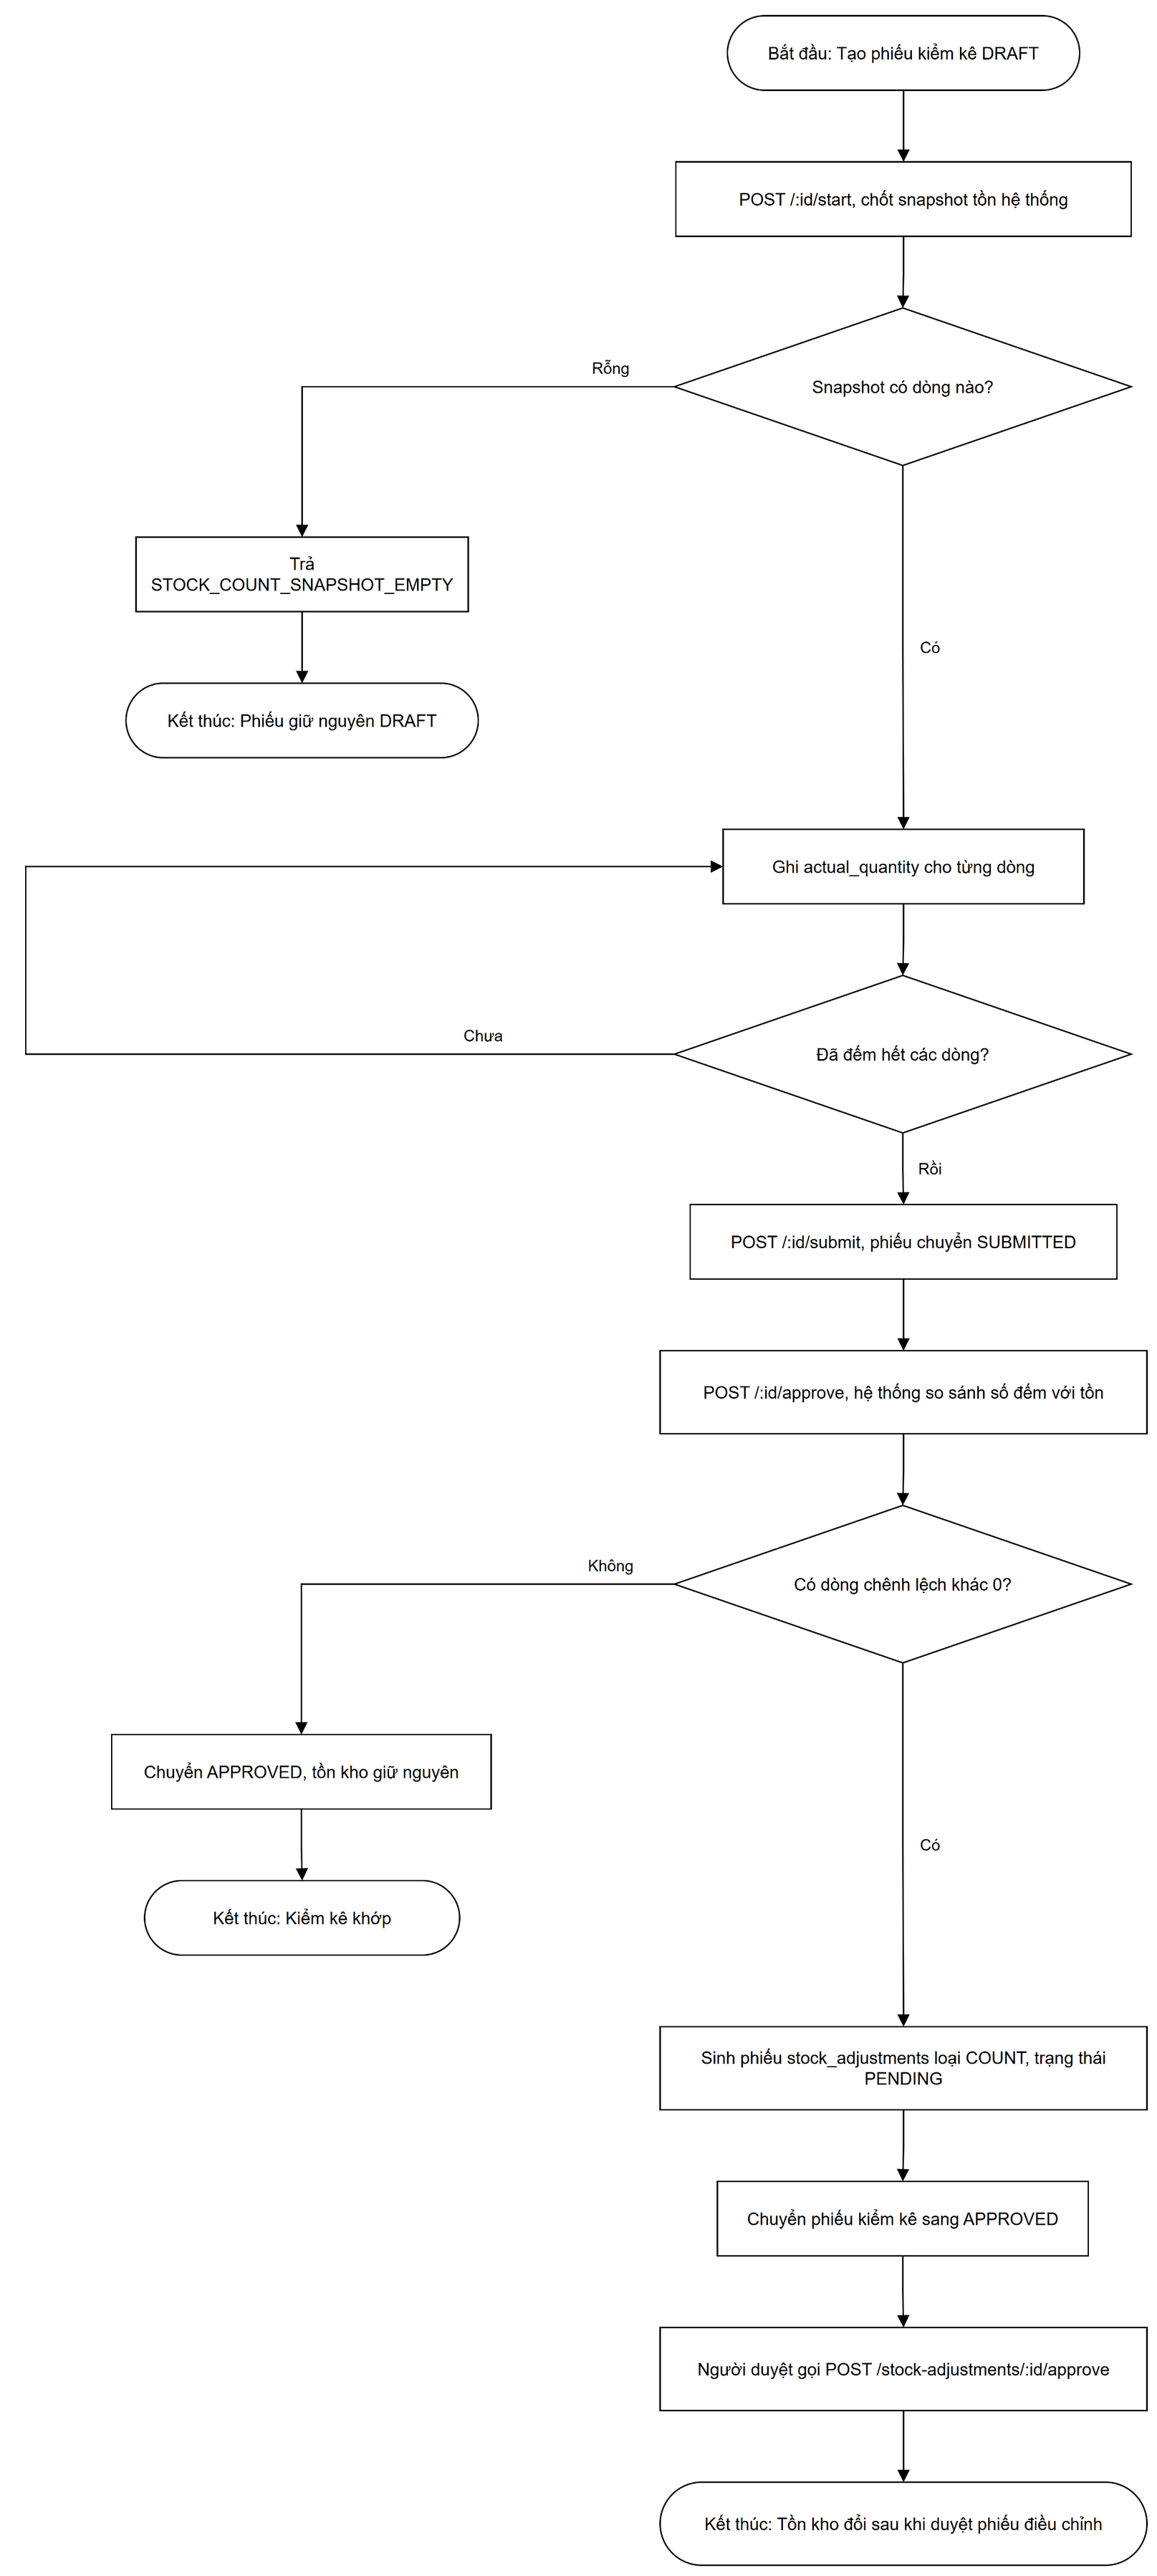 Bắt đầu: Tạo phiếu kiểm kê DRAFT
POST /:id/start, chốt snapshot tồn hệ thống
Rỗng
Snapshot có dòng nào?
Trả
STOCK_COUNT_SNAPSHOT_EMPTY
Có
Kết thúc: Phiếu giữ nguyên DRAFT
Ghi actual_quantity cho từng dòng
Chưa
Đã đếm hết các dòng?
Rồi
POST /:id/submit, phiếu chuyển SUBMITTED
POST /:id/approve, hệ thống so sánh số đếm với tồn
Không
Có dòng chênh lệch khác 0?
Chuyển APPROVED, tồn kho giữ nguyên
Có
Kết thúc: Kiểm kê khớp
Sinh phiếu stock_adjustments loại COUNT, trạng thái
PENDING
Chuyển phiếu kiểm kê sang APPROVED
Người duyệt gọi POST /stock-adjustments/:id/approve
Kết thúc: Tồn kho đổi sau khi duyệt phiếu điều chỉnh